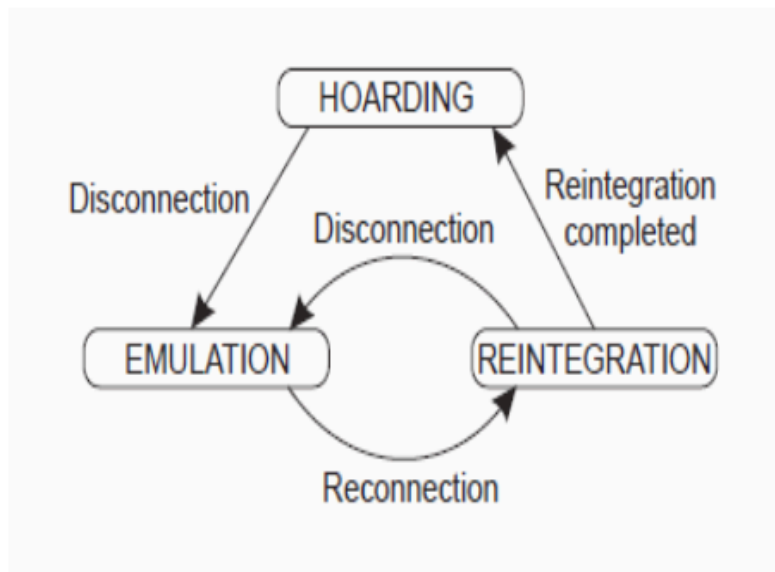 HOARDING
Disconnection
Reintegration
completed
Disconnection
EMULATION
REINTEGRATION
Reconnection